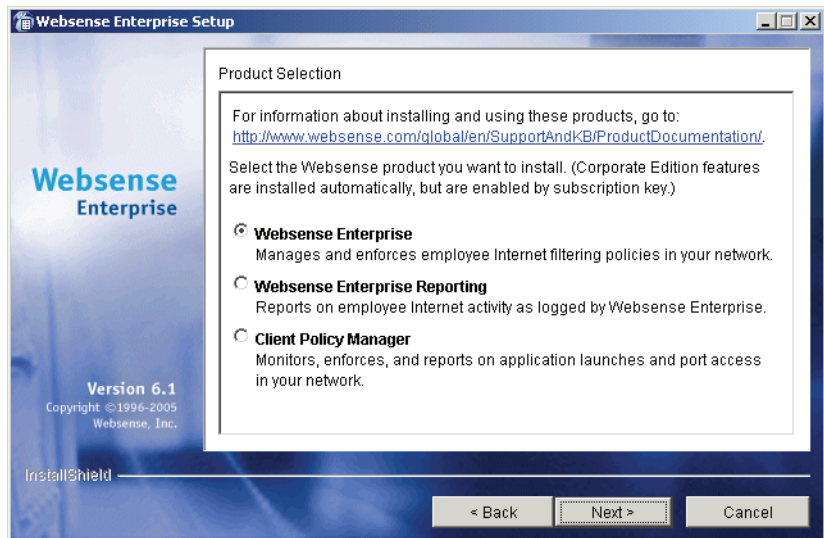 Websense Enterprise Setup
Product Selection
For information about installing and using these products, go to:
http://www.websense.com/global/en/SupportAndKB/ProductDocumentation/.
Select the Websense product you want to install. (Corporate Edition features
are installed automatically, but are enabled by subscription key.)
Websense Enterprise
Manages and enforces employee Internet filtering policies in your network.
Websense Enterprise Reporting
Reports on employee Internet activity as logged by Websense Enterprise.
Client Policy Manager
Monitors, enforces, and reports on application launches and port access
in your network.
Websense
Enterprise
Version 6.1
Copyright ©1996-2005
Websense, Inc.
InstallShield
< Back
Next >
Cancel